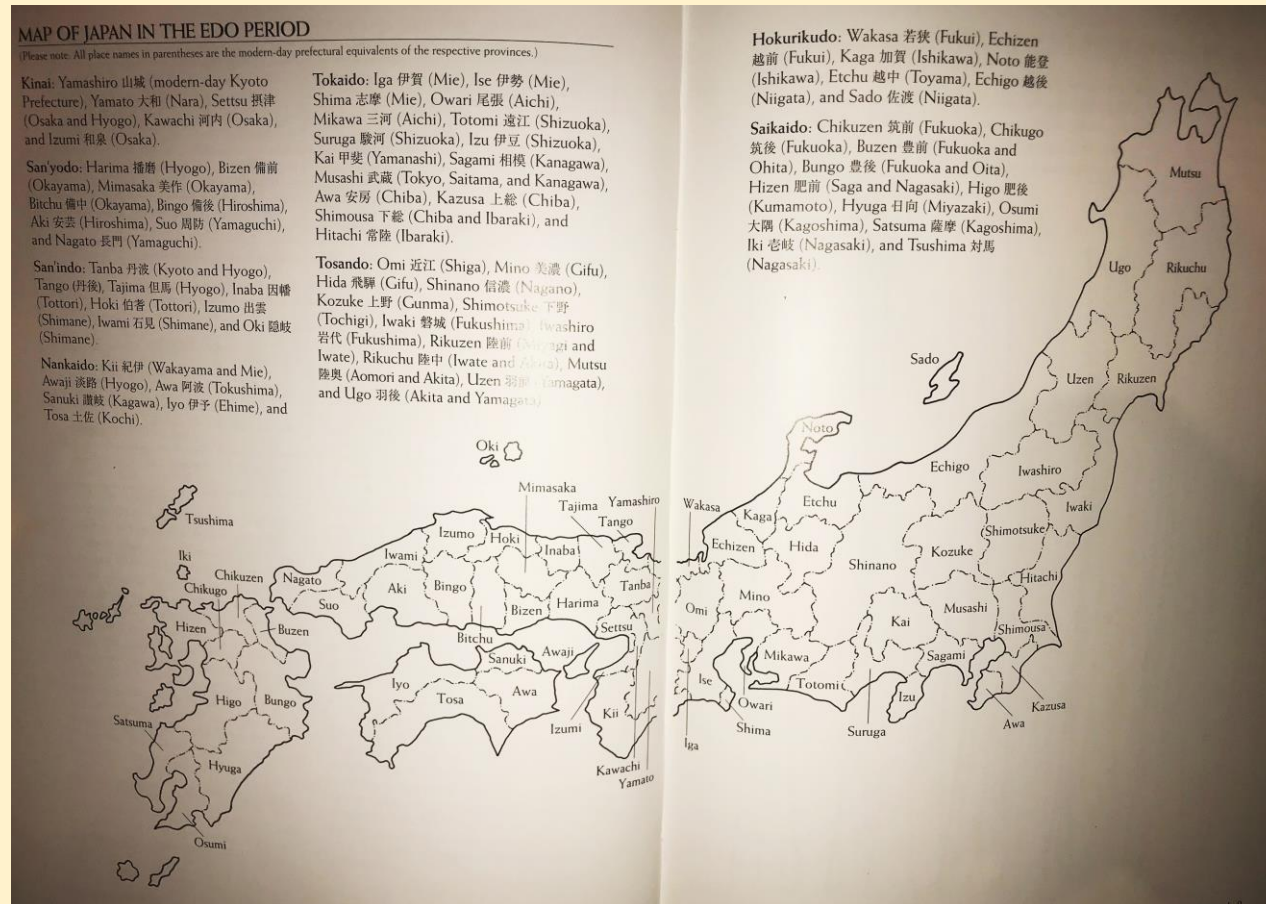 MAP OF JAPAN IN THE EDO PERIOD
(Please note: All place names in parentheses are the modern-day prefectural equivalents of the respective provinces.)
Kinai: Yamashiro 山城 (modern-day Kyoto
Prefecture), Yamato 大和 (Nara), Settsu 摂津
(Osaka and Hyogo), Kawachi 河内 (Osaka),
and Izumi 和泉 (Osaka).
San'yodo: Harima 播磨 (Hyogo), Bizen 備前
(Okayama), Mimasaka 美作 (Okayama),
Bitchu 備中 (Okayama), Bingo 備後 (Hiroshima),
Aki 安芸 (Hiroshima), Suo 周防 (Yamaguchi),
and Nagato 長門 (Yamaguchi).
San'indo: Tanba 丹波 (Kyoto and Hyogo),
Tango (丹後), Tajima 但馬 (Hyogo), Inaba 因幡
(Tottori), Hoki 伯耆 (Tottori), Izumo 出雲
(Shimane), Iwami 石見 (Shimane), and Oki 隠岐
(Shimane).
Nankaido: Kii 紀伊 (Wakayama and Mie),
Awaji 淡路 (Hyogo), Awa 阿波 (Tokushima),
Sanuki 讃岐 (Kagawa), Iyo 伊予 (Ehime), and
Tosa 土佐 (Kochi).
Tokaido: Iga 伊賀 (Mie), Ise 伊勢 (Mie),
Shima 志摩 (Mie), Owari 尾張 (Aichi),
Mikawa 三河 (Aichi), Totomi 遠江 (Shizuoka),
Suruga 駿河 (Shizuoka), Izu 伊豆 (Shizuoka),
Kai 甲斐 (Yamanashi), Sagami 相模 (Kanagawa),
Musashi 武蔵 (Tokyo, Saitama, and Kanagawa),
Awa 安房 (Chiba), Kazusa 上総 (Chiba),
Shimousa 下総 (Chiba and Ibaraki), and
Hitachi 常陸 (Ibaraki).
Tosando: Omi 近江 (Shiga), Mino 美濃 (Gifu),
Hida 飛騨 (Gifu), Shinano 信濃 (Nagano),
Kozuke 上野 (Gunma), Shimotsuke 下野
(Tochigi), Iwaki 磐城 (Fukushima), Iwashiro
岩代 (Fukushima), Rikuzen 陸前 (Miyagi and
Iwate), Rikuchu 陸中 (Iwate and Akita), Mutsu
陸奥 (Aomori and Akita), Uzen (Yamagata),
and Ugo 羽後 (Akita and Yamagata)
Hokurikudo: Wakasa 若狭 (Fukui), Echizen
越前 (Fukui), Kaga 加賀 (Ishikawa), Noto 能登
(Ishikawa), Etchu 越中 (Toyama), Echigo 越後
(Niigata), and Sado 佐渡 (Niigata).
Saikaido: Chikuzen 筑前 (Fukuoka), Chikugo
筑後 (Fukuoka), Buzen 豊前 (Fukuoka and
Ohita), Bungo 豊後 (Fukuoka and Oita),
Hizen 肥前 (Saga and Nagasaki), Higo 肥後
(Kumamoto), Hyuga 日向 (Miyazaki), Osumi
大隅 (Kagoshima), Satsuma 薩摩 (Kagoshima),
Iki 壱岐 (Nagasaki), and Tsushima 対馬
(Nagasaki).
Mutsu
Ugo
Rikuchu
Sado
Uzen
Rikuzen
Noto
Echigo
Iwashiro
Oki
Mimasaka
Tajima
Yamashiro
Tango
Wakasa
Kaga
Etchu
Iwaki
Shimotsuke
Tsushima
Izumo
Hoki
Inaba
Echizen
Hida
Kozuke
Iki
Iwami
Shinano
Chikuzen
Chikugo
Nagato
Aki
Bingo
Tanba
Hitachi
Suo
Bizen
Harima
Omi
Mino
Musashi
Hizen
Buzen
Settsu
Kai
Shimousa
Bitchu
Sanuki
Awaji
Mikawa
Sagami
Iyo
Tosa
Awa
Ise
Totomi
Izu
Higo
Bungo
Kii
Owari
Kazusa
Satsuma
Izumi
Shima
Suruga
Awa
Iga
Hyuga
Kawachi
Yamato
Osumi